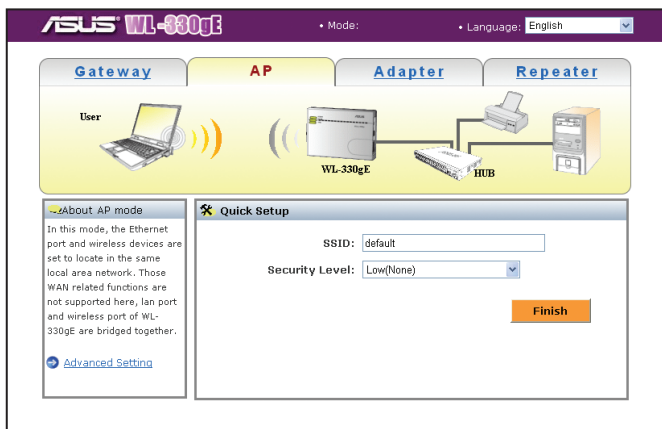 ASUS WL-330gE
• Mode:
• Language: English
Gateway
AP
Adapter
Repeater
User
WL-330gE
HUB
About AP mode
In this mode, the Ethernet
port and wireless devices are
set to locate in the same
local area network. Those
WAN related functions are
not supported here, lan port
and wireless port of WL-
330gE are bridged together.
Advanced Setting
Quick Setup
SSID: default
Security Level: Low(None)
Finish